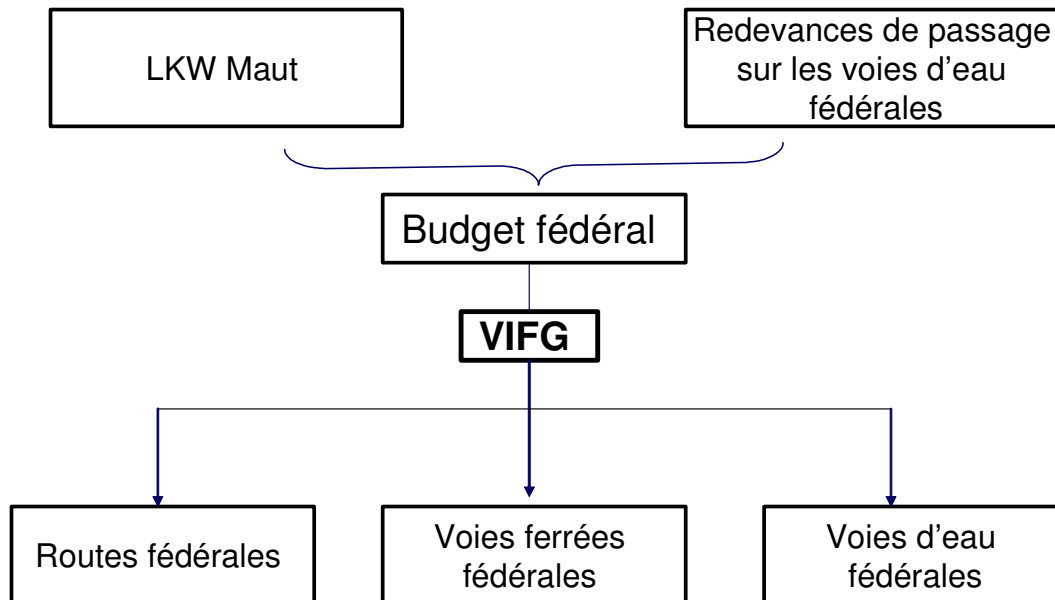 LKW Maut
Redevances de passage
sur les voies d'eau
fédérales
Budget fédéral
VIFG
Routes fédérales
Voies ferrées
fédérales
Voies d'eau
fédérales